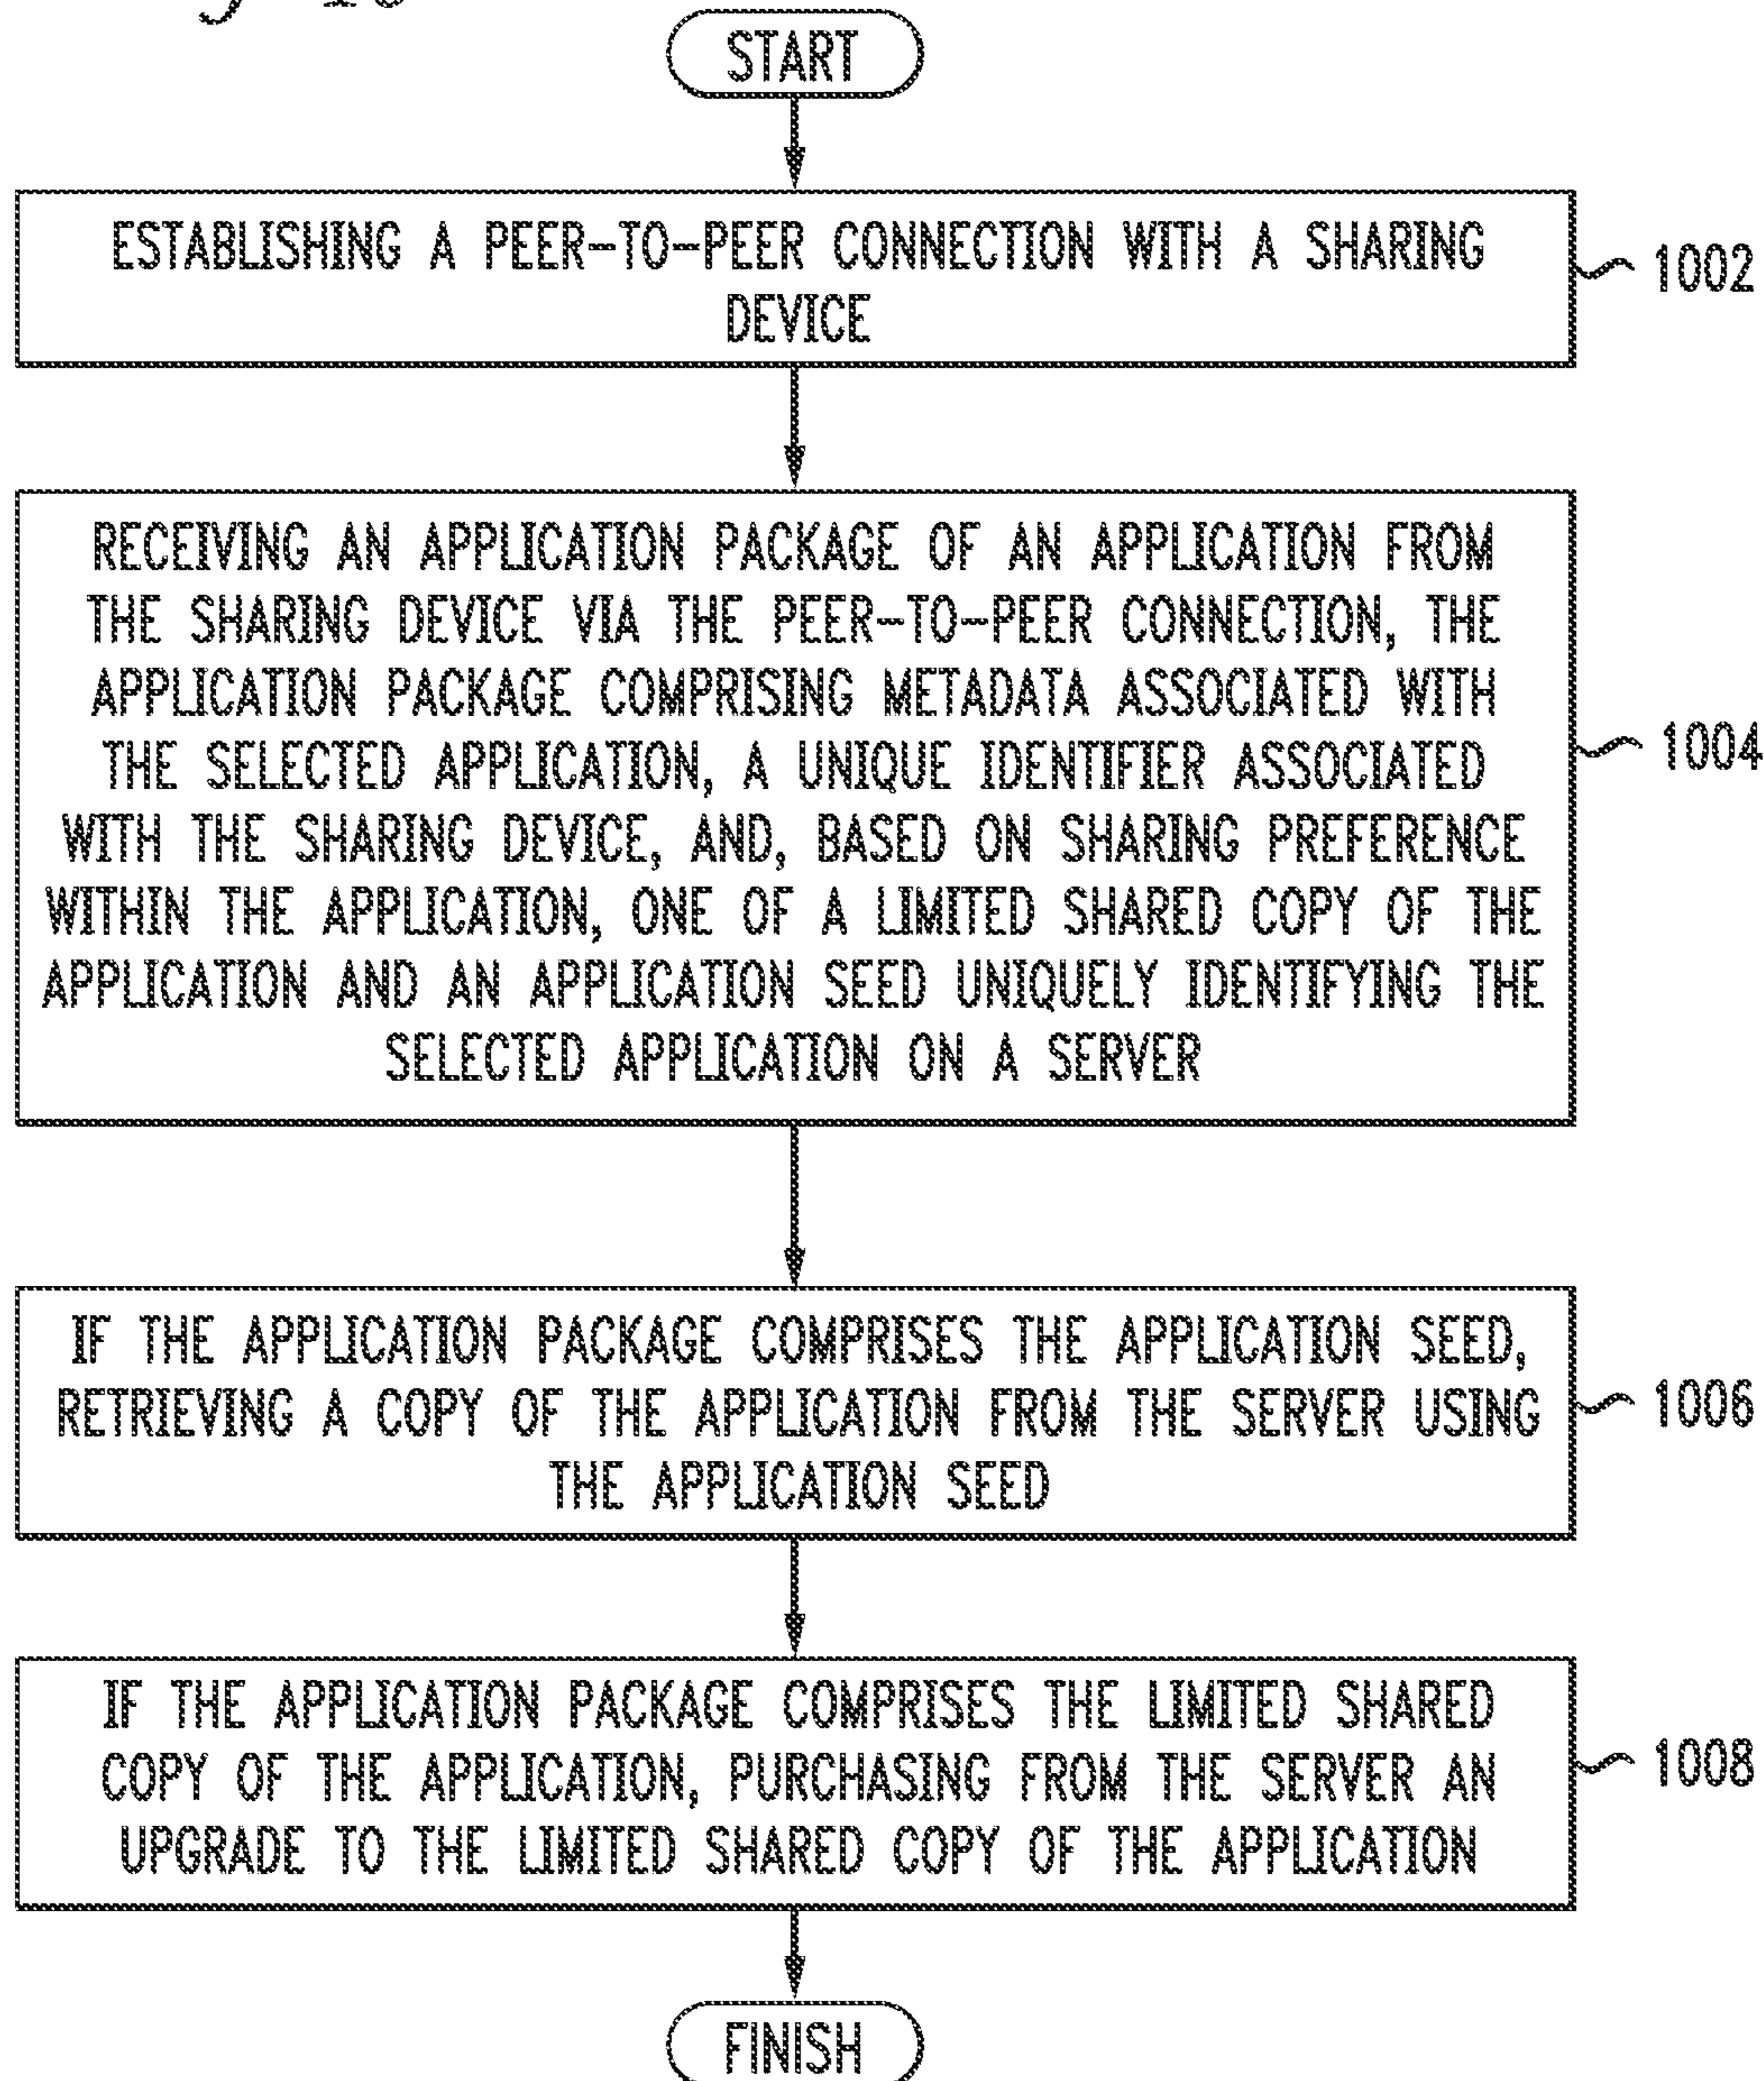 START
ESTABLISHING A PEER-TO-PEER CONNECTION WITH A SHARING
DEVICE
1002
RECEIVING AN APPLICATION PACKAGE OF AN APPLICATION FROM
THE SHARING DEVICE VIA THE PEER-TO-PEER CONNECTION, THE
APPLICATION PACKAGE COMPRISING METADATA ASSOCIATED WITH
THE SELECTED APPLICATION, A UNIQUE IDENTIFIER ASSOCIATED
WITH THE SHARING DEVICE, AND, BASED ON SHARING PREFERENCE
WITHIN THE APPLICATION, ONE OF A LIMITED SHARED COPY OF THE
APPLICATION AND AN APPLICATION SEED UNIQUELY IDENTIFYING THE
SELECTED APPLICATION ON A SERVER
1004
IF THE APPLICATION PACKAGE COMPRISES THE APPLICATION SEED,
RETRIEVING A COPY OF THE APPLICATION FROM THE SERVER USING
THE APPLICATION SEED
1006
IF THE APPLICATION PACKAGE COMPRISES THE LIMITED SHARED
COPY OF THE APPLICATION, PURCHASING FROM THE SERVER AN
UPGRADE TO THE LIMITED SHARED COPY OF THE APPLICATION
1008
FINISH